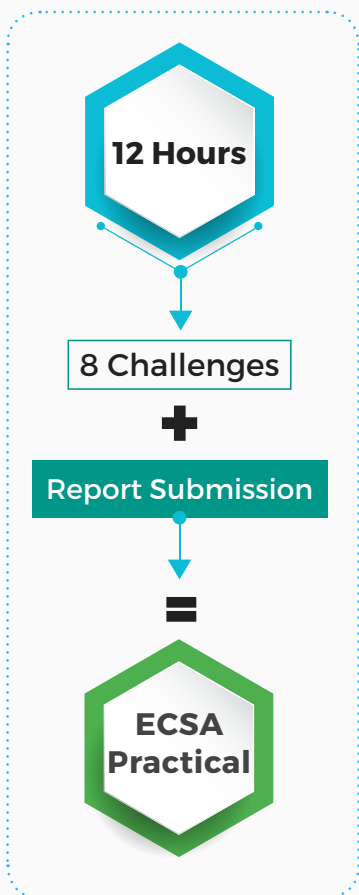 12 Hours
8 Challenges
+
Report Submission
=
ECSA
Practical